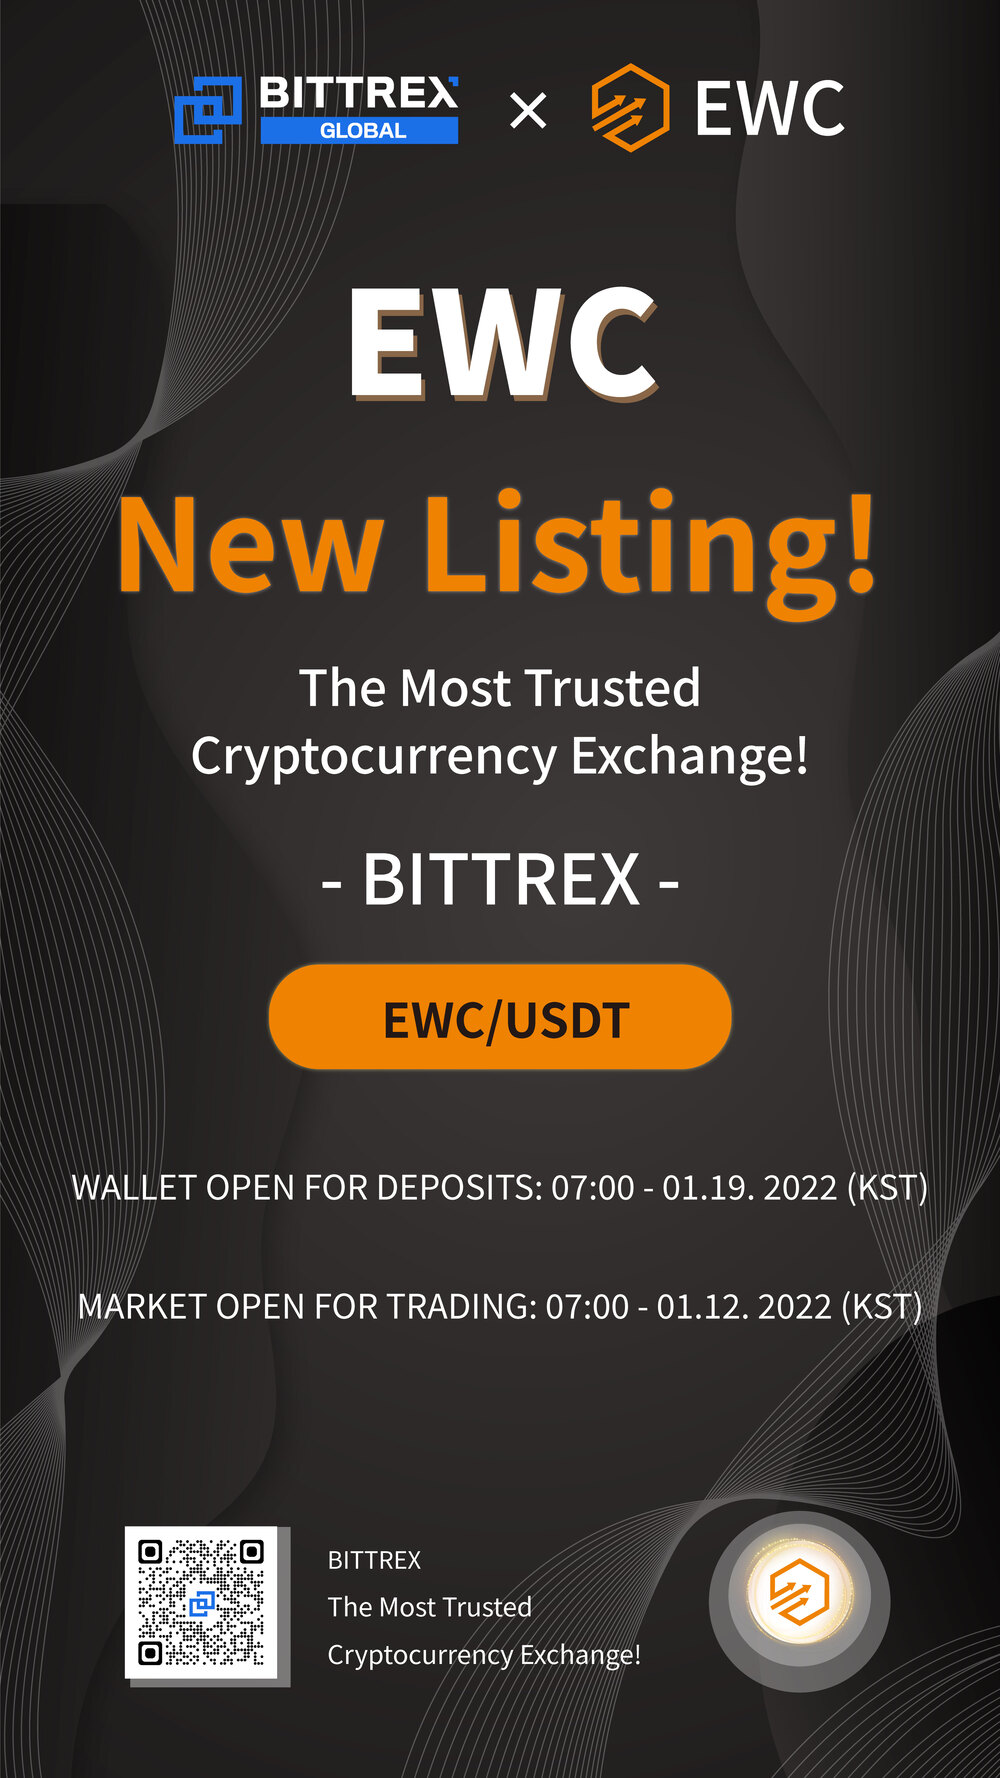 BITTREX
GLOBAL
EWC
EWC
New Listing!
The Most Trusted
Cryptocurrency Exchange!
- BITTREX -
EWC/USDT
WALLET OPEN FOR DEPOSITS: 07:00 - 01.19. 2022 (KST)
MARKET OPEN FOR TRADING: 07:00 - 01.12. 2022 (KST)
BITTREX
The Most Trusted
Cryptocurrency Exchange!